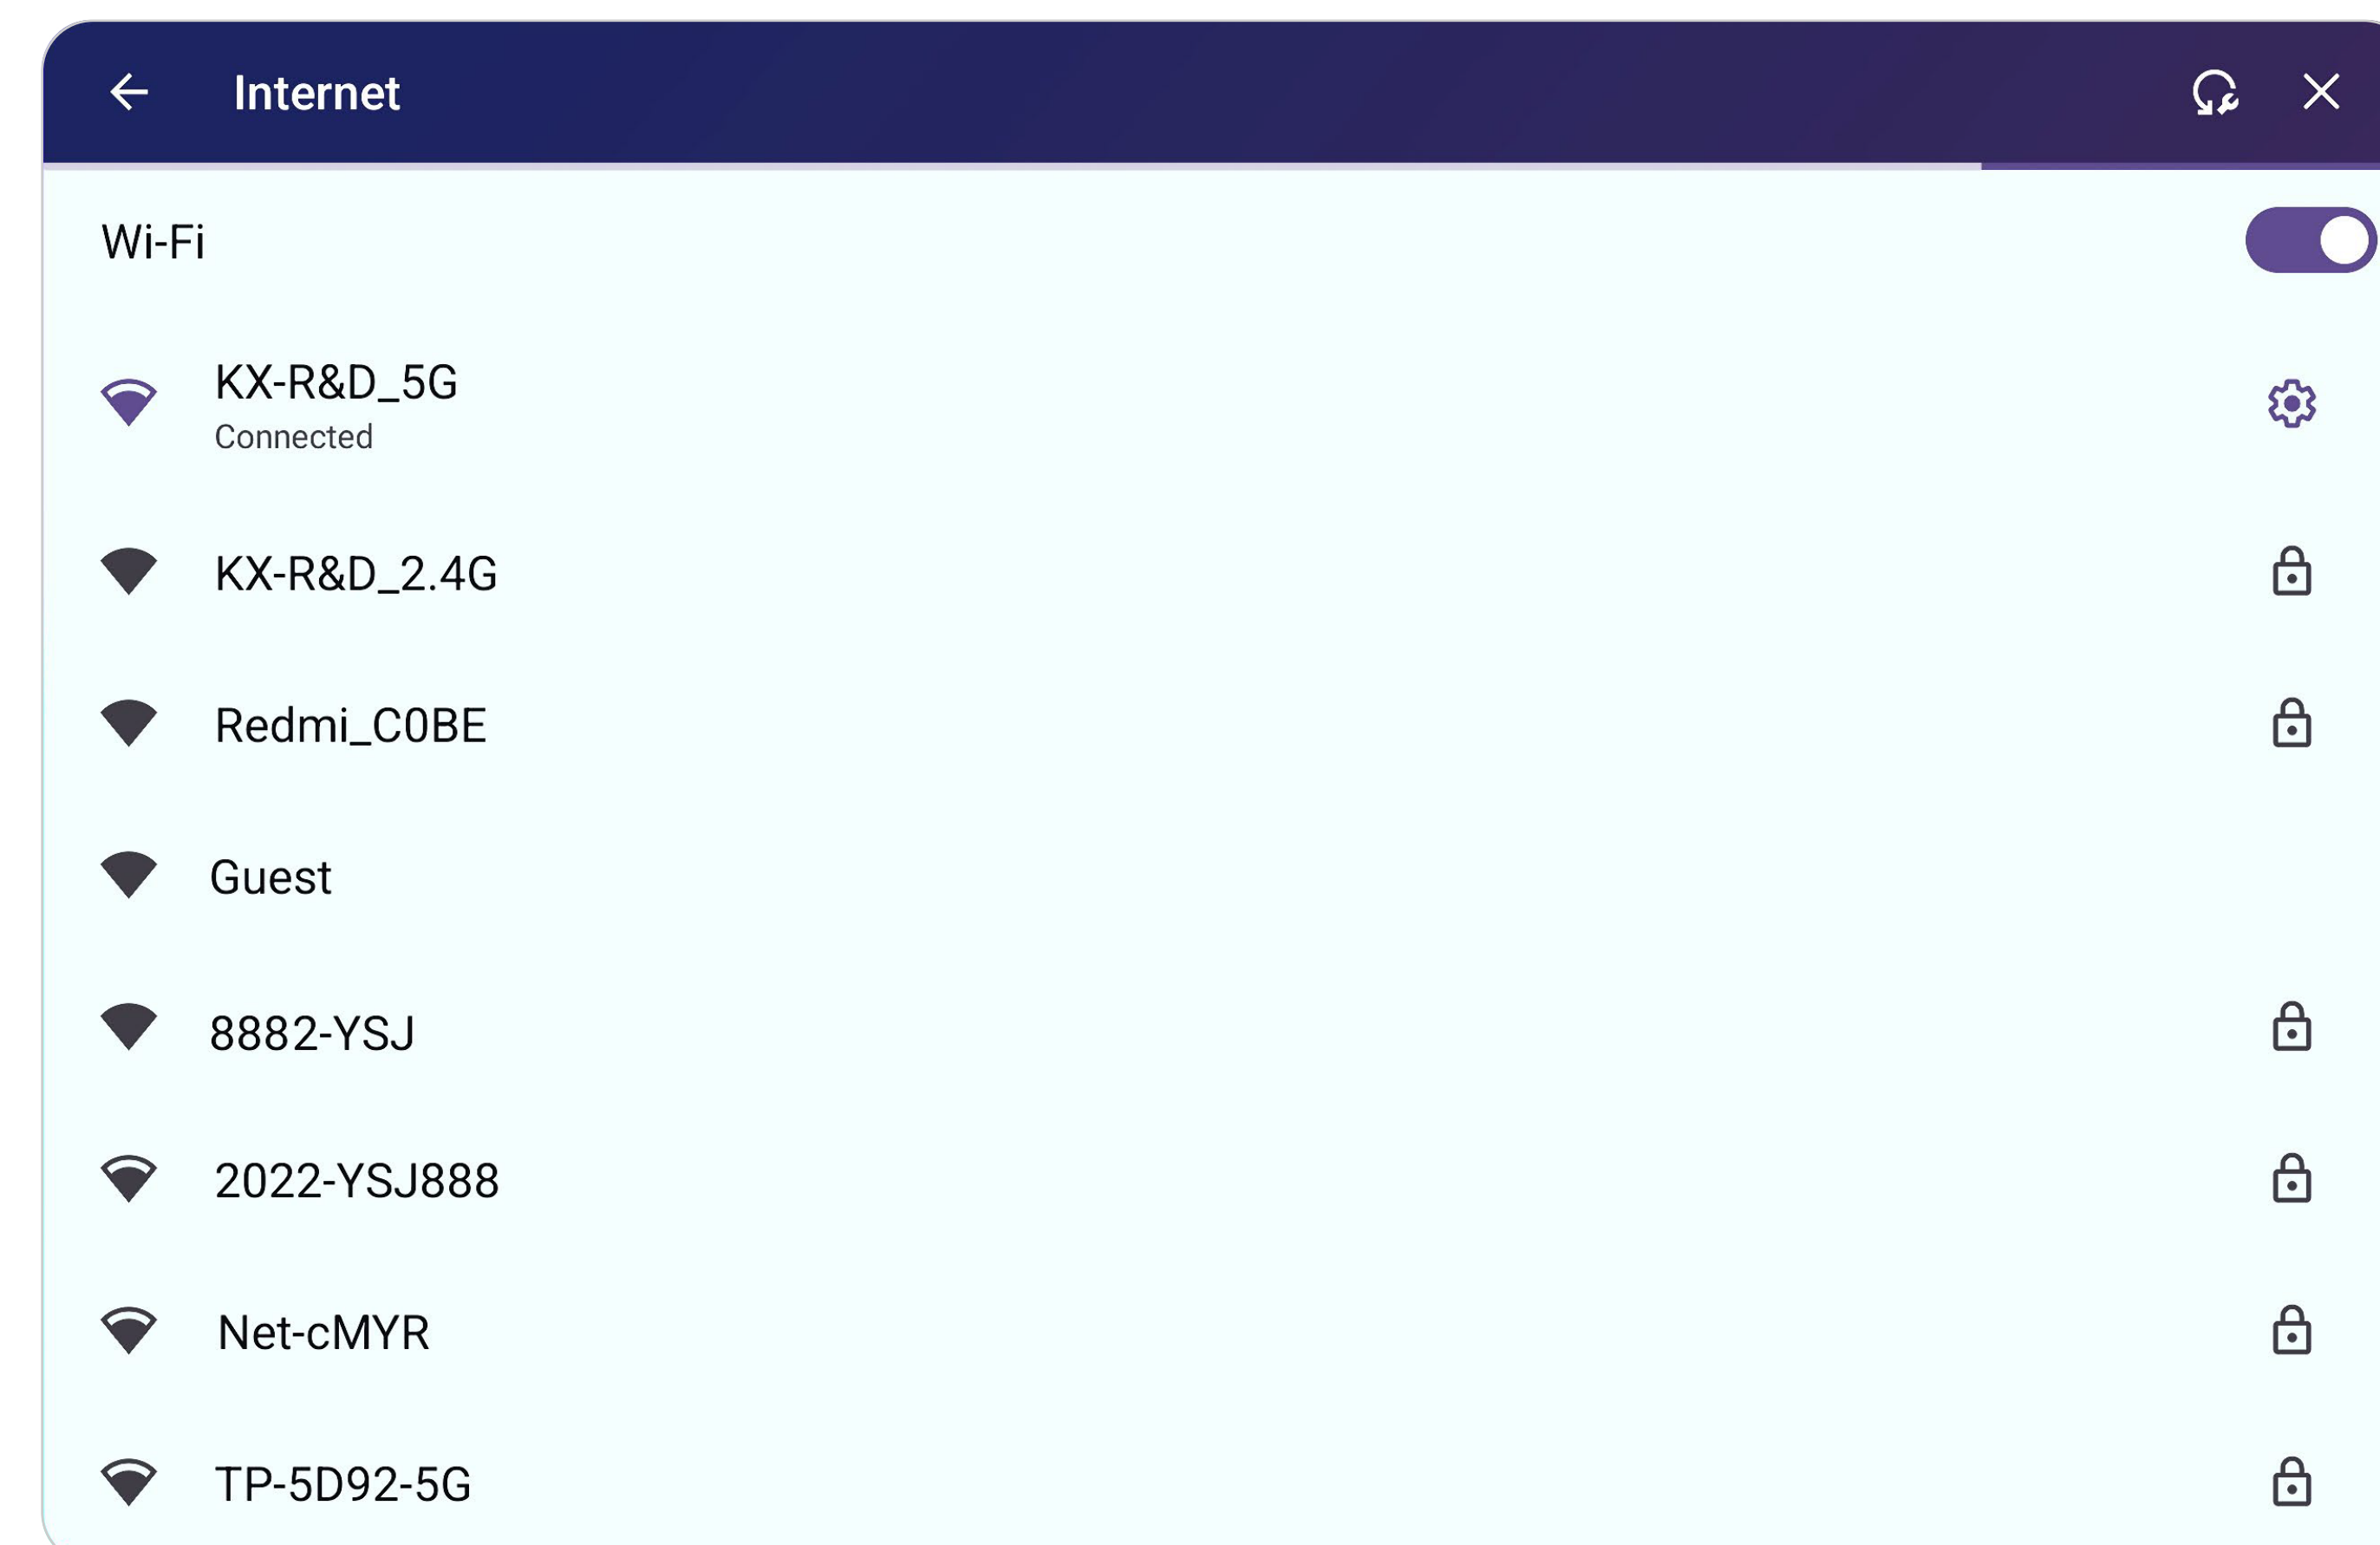 Internet
Wi-Fi
KX-R&D_5G
Connected
KX-R&D_2.4G
Redmi_C0BE
Guest
8882-YSJ
2022-YSJ888
Net-cMYR
TP-5D92-5G